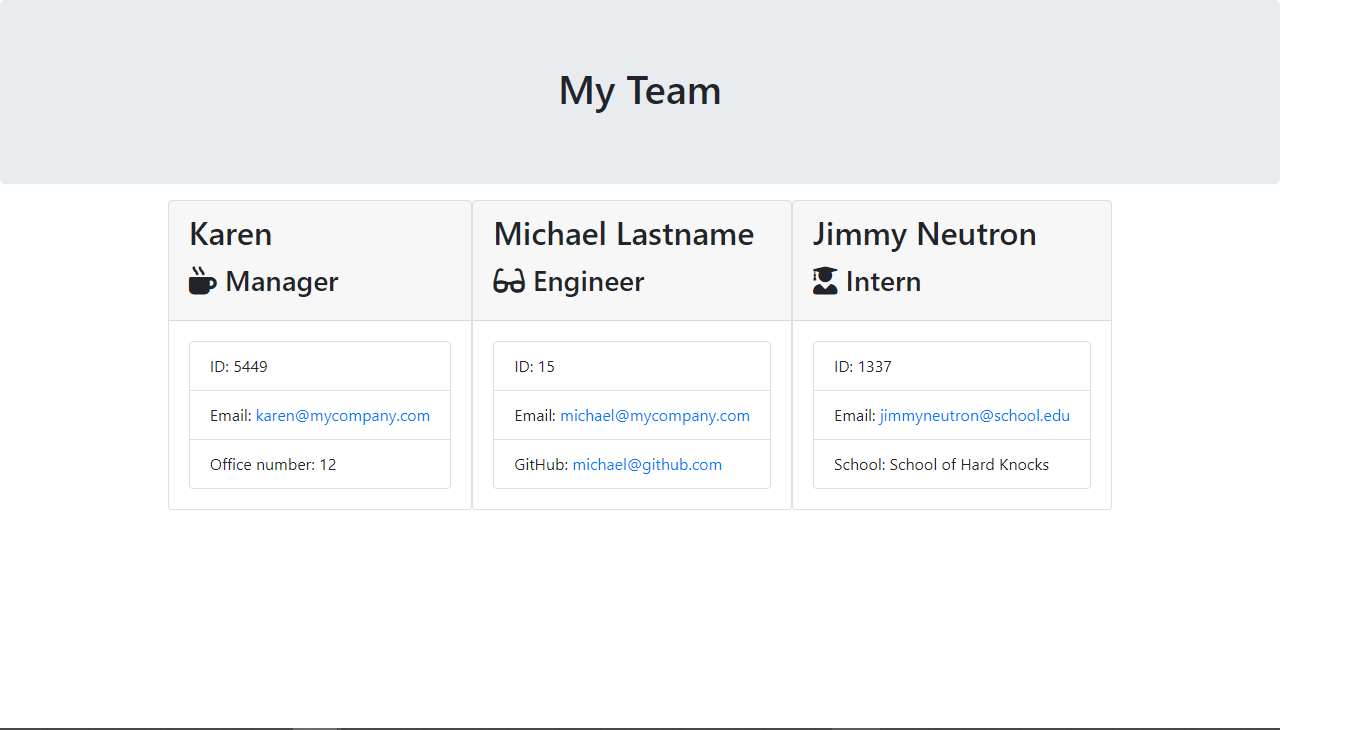 My Team
Karen
Manager
ID: 5449
Email: karen@mycompany.com
Office number: 12
Michael Lastname
Engineer
ID: 15
Email: michael@mycompany.com
GitHub: michael@github.com
Jimmy Neutron
Intern
ID: 1337
Email: jimmyneutron@school.edu
School: School of Hard Knocks